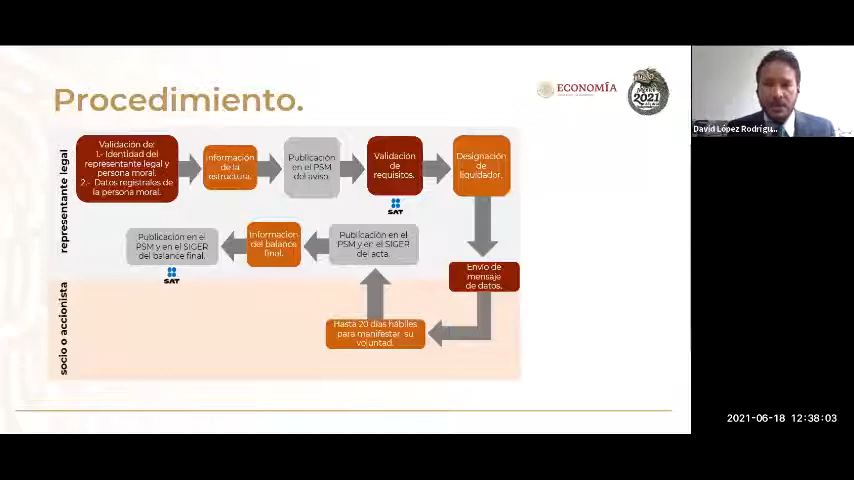 Procedimiento.
ECONOMÍA
México
2021
David López Rodrígu...
representante legal
Validación de:
1.- Identidad del
representante legal y
persona moral.
2.- Datos registrales de
la persona moral.
Información
de la
estructura.
Publicación
en el PSM
del aviso.
Validación
de
requisitos.
SAT
Designación
de
liquidador.
Publicación en el
PSM y en el SIGER
del balance final.
SAT
Información
del balance
final.
Publicación en el
PSM y en el SIGER
del acta.
Envío de
mensaje
de datos.
socio o accionista
Hasta 20 días hábiles
para manifestar su
voluntad.
2021-06-18 12:38:03